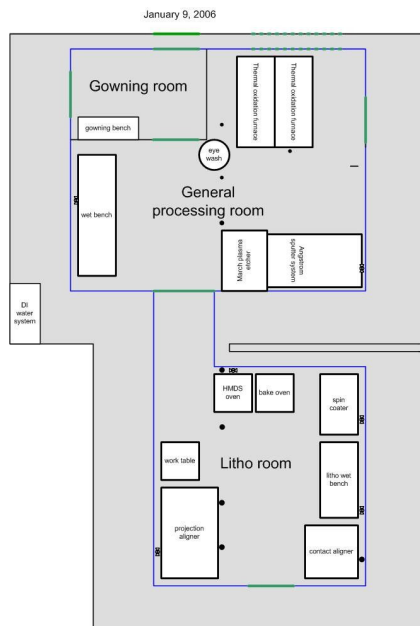 January 9, 2006
Gowning room
gowning bench
Thermal oxidation furnace
Thermal oxidation furnace
eye
wash
General
processing room
wet bench
March plasma
etcher
Angstrom
sputter system
DI
water
system
HMDS
oven
bake oven
spin
coater
work table
Litho room
litho wet
bench
projection
aligner
contact aligner